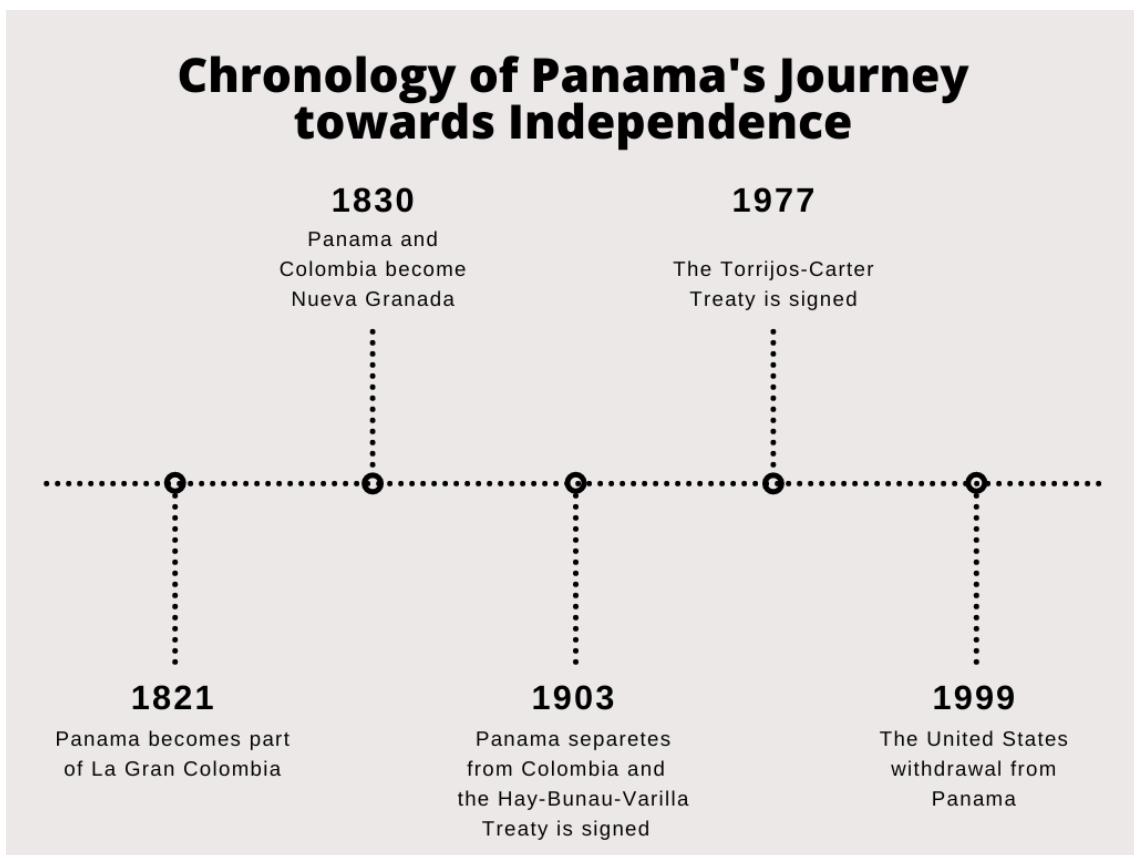 Chronology of Panama's Journey
towards Independence
1830
Panama and
Colombia become
Nueva Granada
1977
The Torrijos-Carter
Treaty is signed
1821
Panama becomes part
of La Gran Colombia
1903
Panama separetes
from Colombia and
the Hay-Bunau-Varilla
Treaty is signed
1999
The United States
withdrawal from
Panama